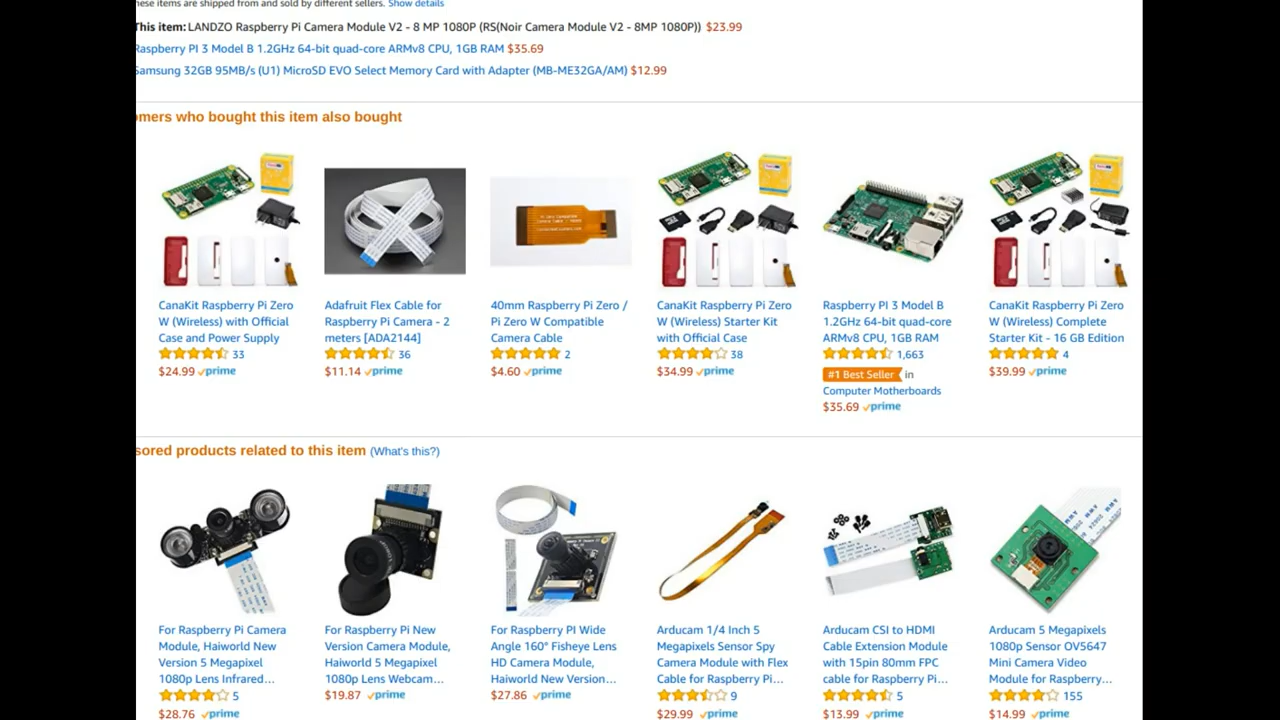 hese items are shipped from and sold by different sellers. Show details
This item: LANDZO Raspberry Pi Camera Module V2 - 8 MP 1080P (RS(Noir Camera Module V2 - 8MP 1080P)) $23.99
Raspberry PI 3 Model B 1.2GHz 64-bit quad-core ARMv8 CPU, 1GB RAM $35.69
Samsung 32GB 95MB/s (U1) MicroSD EVO Select Memory Card with Adapter (MB-ME32GA/AM) $12.99
omers who bought this item also bought
CanaKit Raspberry Pi Zero
W (Wireless) with Official
Case and Power Supply
33
$24.99 prime
Adafruit Flex Cable for
Raspberry Pi Camera - 2
meters [ADA2144]
36
$11.14 prime
40mm Raspberry Pi Zero /
Pi Zero W Compatible
Camera Cable
2
$4.60 prime
CanaKit Raspberry Pi Zero
W (Wireless) Starter Kit
with Official Case
38
$34.99 prime
Raspberry PI 3 Model B
1.2GHz 64-bit quad-core
ARMv8 CPU, 1GB RAM
1,663
#1 Best Seller in
Computer Motherboards
$35.69 prime
CanaKit Raspberry Pi Zero
W (Wireless) Complete
Starter Kit - 16 GB Edition
4
$39.99 prime
sored products related to this item (What's this?)
For Raspberry Pi Camera
Module, Haiworld New
Version 5 Megapixel
1080p Lens Infrared...
5
$28.76 prime
For Raspberry Pi New
Version Camera Module,
Haiworld 5 Megapixel
1080p Lens Webcam...
$19.87 prime
For Raspberry PI Wide
Angle 160° Fisheye Lens
HD Camera Module,
Haiworld New Version...
$27.86 prime
Arducam 1/4 Inch 5
Megapixels Sensor Spy
Camera Module with Flex
Cable for Raspberry Pi...
9
$29.99 prime
Arducam CSI to HDMI
Cable Extension Module
with 15pin 80mm FPC
cable for Raspberry Pi...
5
$13.99 prime
Arducam 5 Megapixels
1080p Sensor OV5647
Mini Camera Video
Module for Raspberry...
155
$14.99 prime